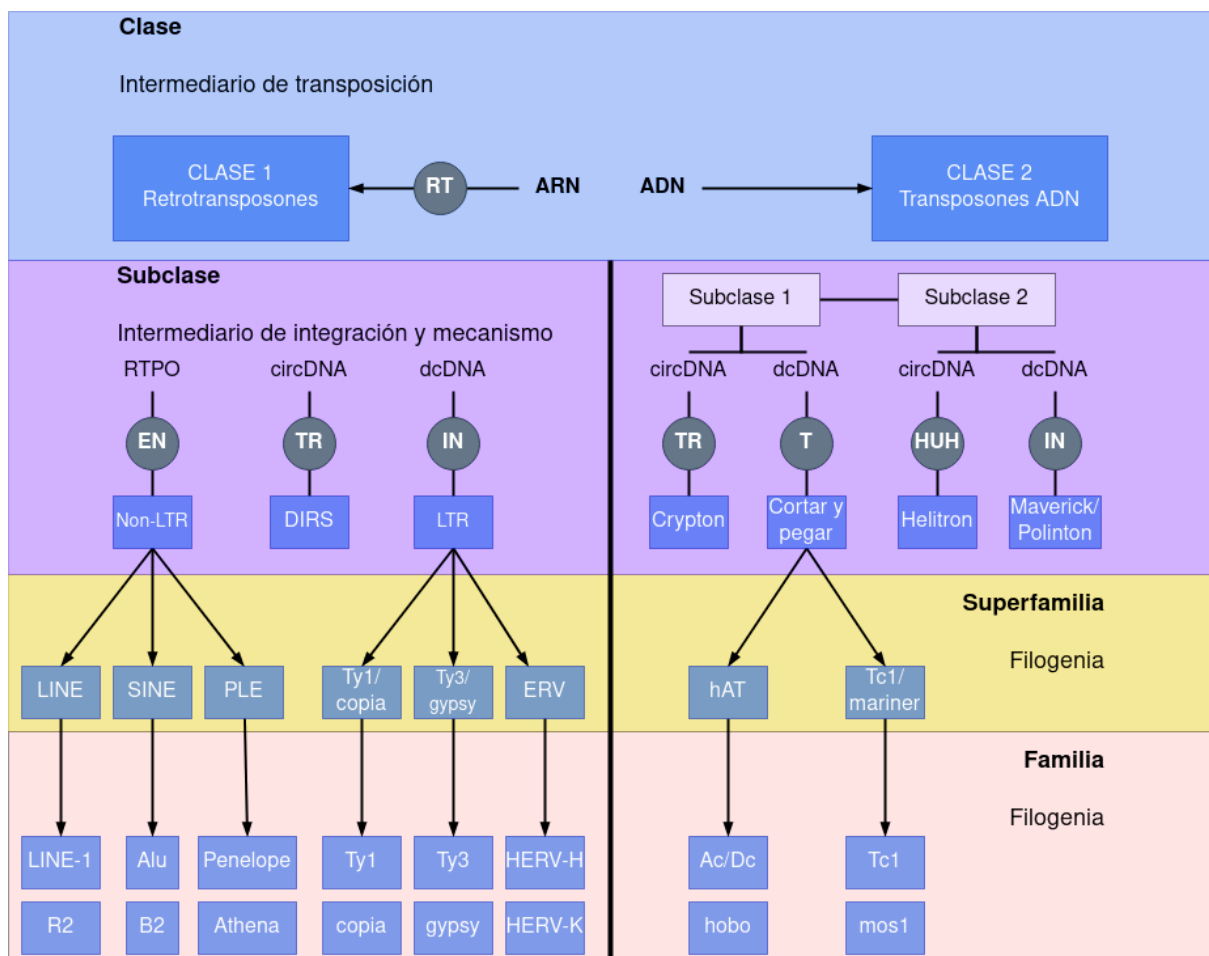 Clase
Intermediario de transposición
CLASE 1
Retrotransposones
RT
ARN
ADN
CLASE 2
Transposones ADN
Subclase
Intermediario de integración y mecanismo
RTPO
circDNA
dcDNA
EN
TR
IN
Non-LTR
DIRS
LTR
Subclase 1
Subclase 2
circDNA
dcDNA
circDNA
dcDNA
TR
T
HUH
IN
Crypton
Cortar y
pegar
Helitron
Maverick/
Polinton
Superfamilia
Filogenia
LINE
SINE
PLE
Ty1/
copia
Ty3/
gypsy
ERV
hAT
Tc1/
mariner
Familia
Filogenia
LINE-1
Alu
Penelope
Ty1
Ty3
HERV-H
Ac/Dc
Tc1
R2
B2
Athena
copia
gypsy
HERV-K
hobo
mos1